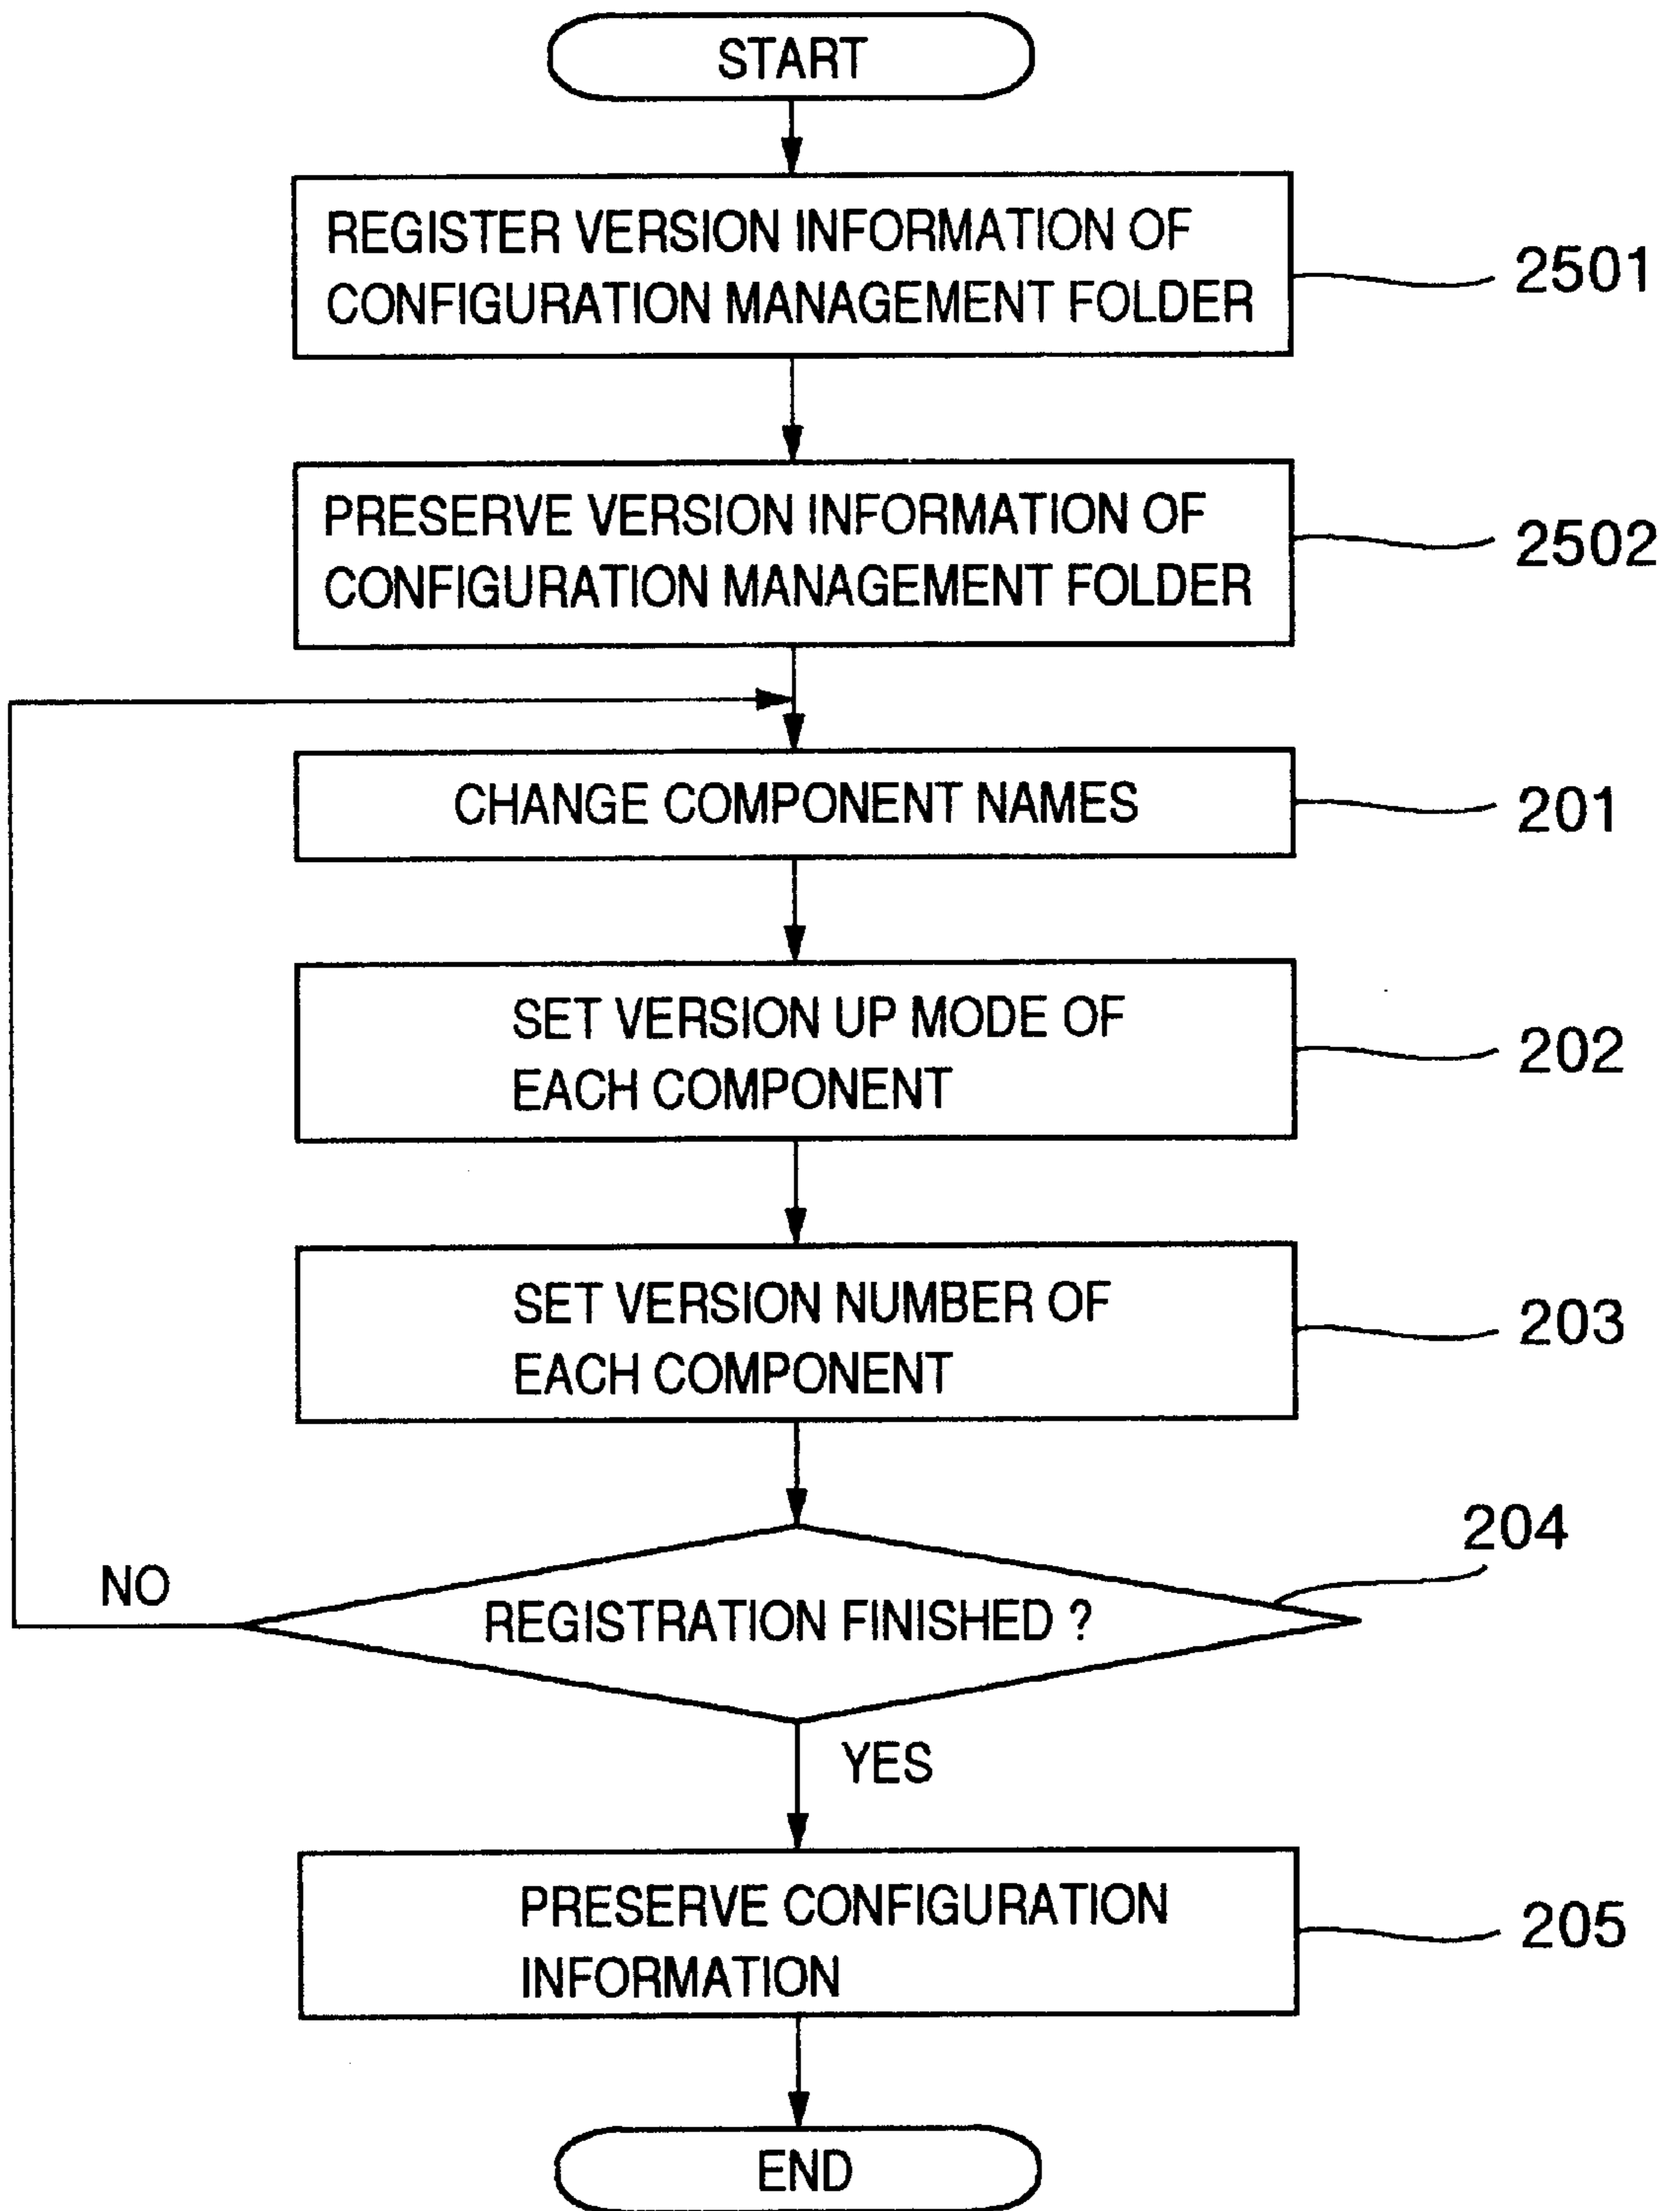 START
REGISTER VERSION INFORMATION OF
CONFIGURATION MANAGEMENT FOLDER
2501
PRESERVE VERSION INFORMATION OF
CONFIGURATION MANAGEMENT FOLDER
2502
CHANGE COMPONENT NAMES
201
SET VERSION UP MODE OF
EACH COMPONENT
202
SET VERSION NUMBER OF
EACH COMPONENT
203
204
NO
REGISTRATION FINISHED ?
YES
PRESERVE CONFIGURATION
INFORMATION
205
END